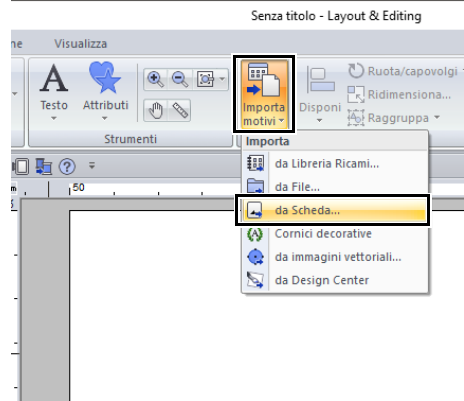 Senza titolo - Layout & Editing
Visualizza
Testo
Attributi
Importa
motivi
Disponi
Ruota/capovolgi
Ridimensiona...
Raggruppa
Strumenti
Importa
da Libreria Ricami...
da File...
da Scheda...
Cornici decorative
da immagini vettoriali...
da Design Center
50